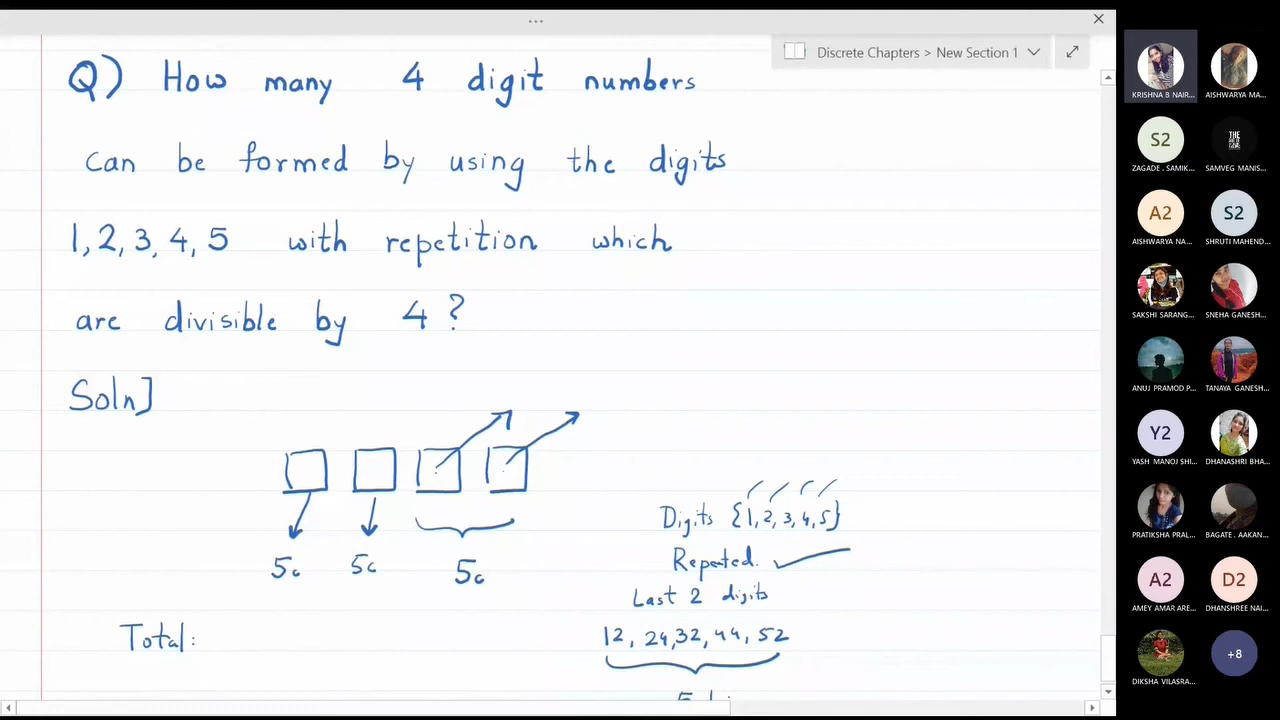 Discrete Chapters > New Section 1
Q) How many 4 digit numbers
can be formed by using the digits
1, 2, 3, 4, 5 with repetition which
are divisible by 4 ?
Soln]
5c 5c 5c
Digits {1, 2, 3, 4, 5}
Repeated.
Last 2 digits
12, 24, 32, 44, 52
Total:
KRISHNA B NAIR...
AISHWARYA MA...
S2
ZAGADE . SAMIK...
SAMVEG MANIS...
A2
AISHWARYA NA...
S2
SHRUTI MAHEND...
SAKSHI SARANG...
SNEHA GANESH...
ANUJ PRAMOD P...
TANAYA GANESH...
Y2
YASH MANOJ SHI...
DHANASHRI BHA...
PRATIKSHA PRAL...
BAGATE . AAKAN...
A2
AMEY AMAR ARE...
D2
DHANSHREE NAI...
DIKSHA VILASRA...
+8